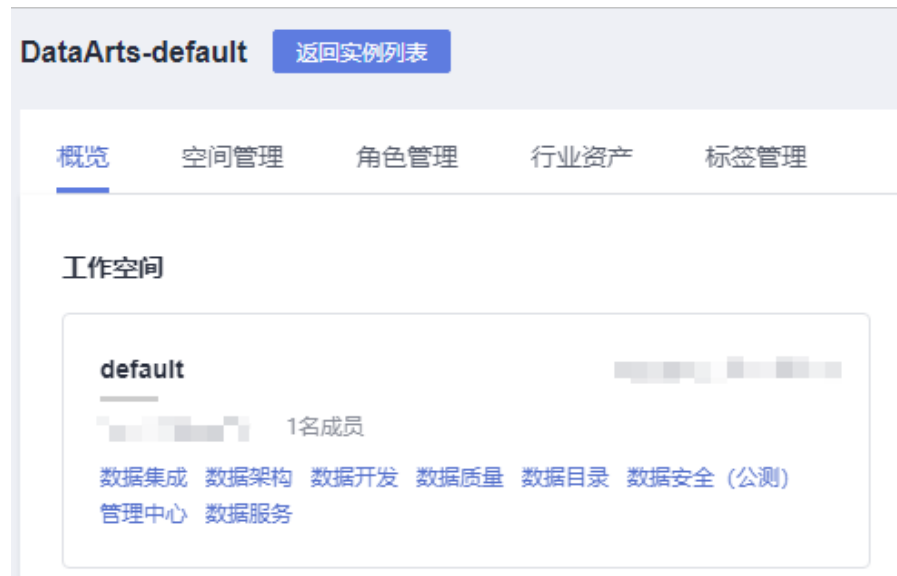 DataArts-default 返回实例列表
概览 空间管理 角色管理 行业资产 标签管理
工作空间
default
1名成员
数据集成 数据架构 数据开发 数据质量 数据目录 数据安全（公测）
管理中心 数据服务